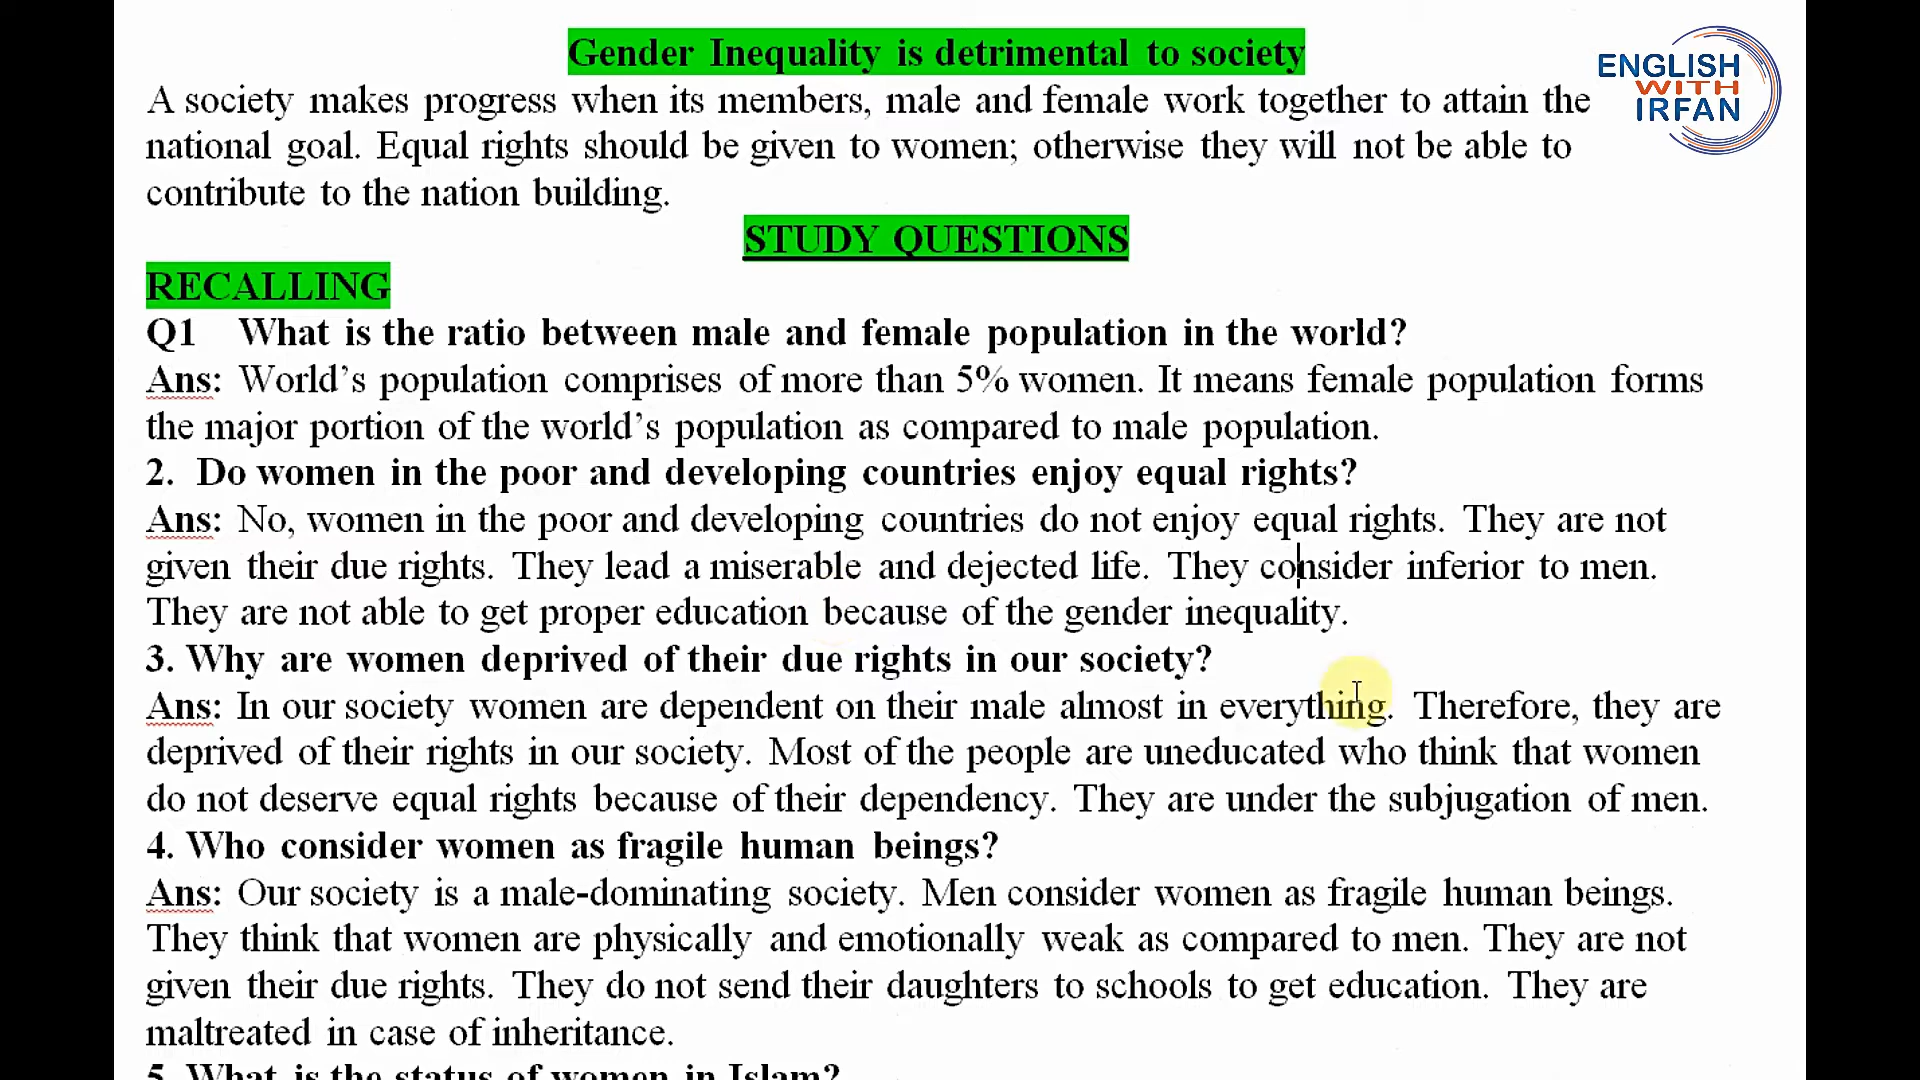 Gender Inequality is detrimental to society
ENGLISH
WITH
IRFAN
A society makes progress when its members, male and female work together to attain the
national goal. Equal rights should be given to women; otherwise they will not be able to
contribute to the nation building.
STUDY QUESTIONS
RECALLING
Q1 What is the ratio between male and female population in the world?
Ans: World’s population comprises of more than 5% women. It means female population forms
the major portion of the world’s population as compared to male population.
2. Do women in the poor and developing countries enjoy equal rights?
Ans: No, women in the poor and developing countries do not enjoy equal rights. They are not
given their due rights. They lead a miserable and dejected life. They consider inferior to men.
They are not able to get proper education because of the gender inequality.
3. Why are women deprived of their due rights in our society?
Ans: In our society women are dependent on their male almost in everything. Therefore, they are
deprived of their rights in our society. Most of the people are uneducated who think that women
do not deserve equal rights because of their dependency. They are under the subjugation of men.
4. Who consider women as fragile human beings?
Ans: Our society is a male-dominating society. Men consider women as fragile human beings.
They think that women are physically and emotionally weak as compared to men. They are not
given their due rights. They do not send their daughters to schools to get education. They are
maltreated in case of inheritance.
5. What is the status of women in Islam?